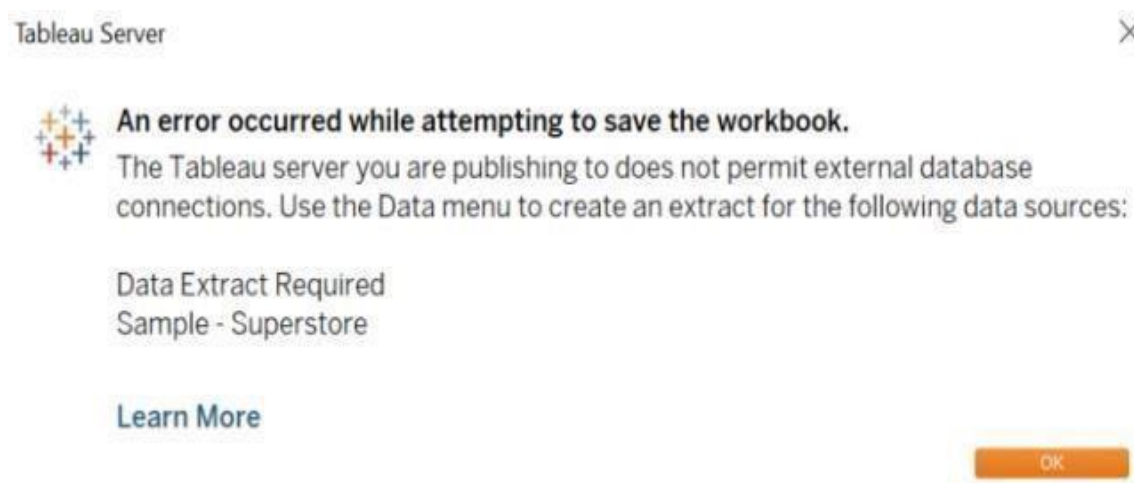 Tableau Server
An error occurred while attempting to save the workbook.
The Tableau server you are publishing to does not permit external database
connections. Use the Data menu to create an extract for the following data sources:
Data Extract Required
Sample - Superstore
Learn More
OK